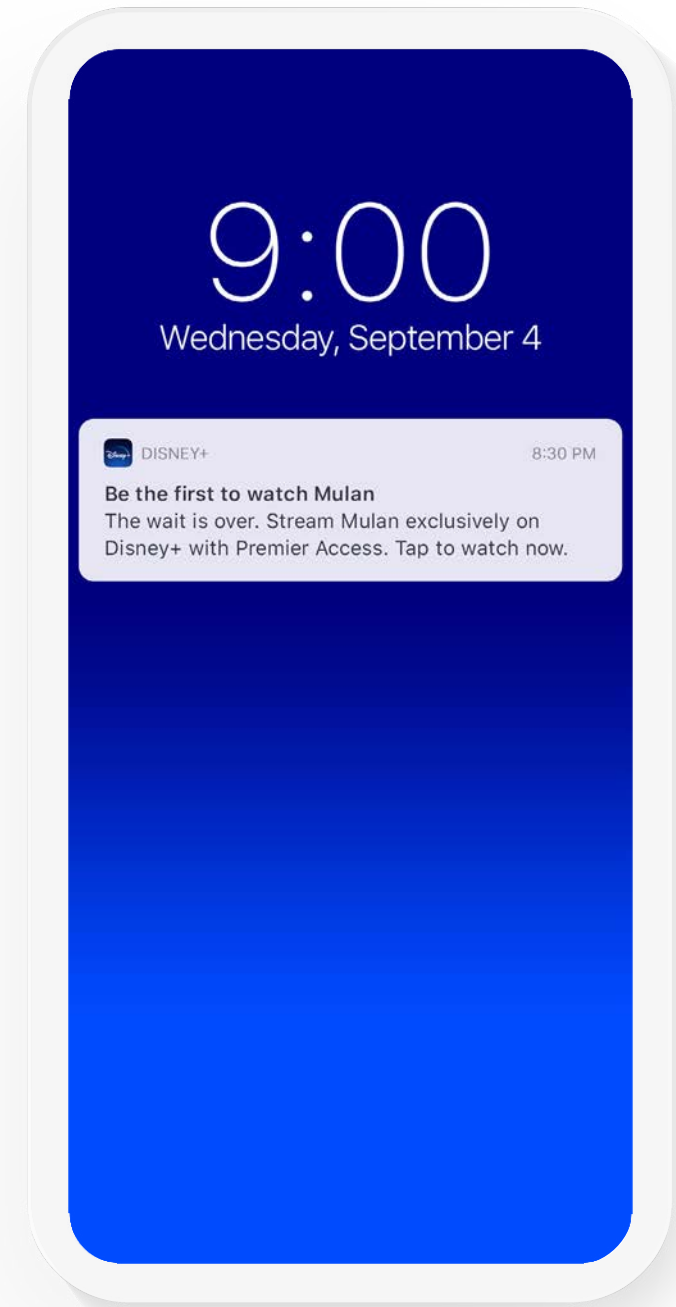 9:00
Wednesday, September 4
Disney+ DISNEY+ 8:30 PM
Be the first to watch Mulan
The wait is over. Stream Mulan exclusively on
Disney+ with Premier Access. Tap to watch now.